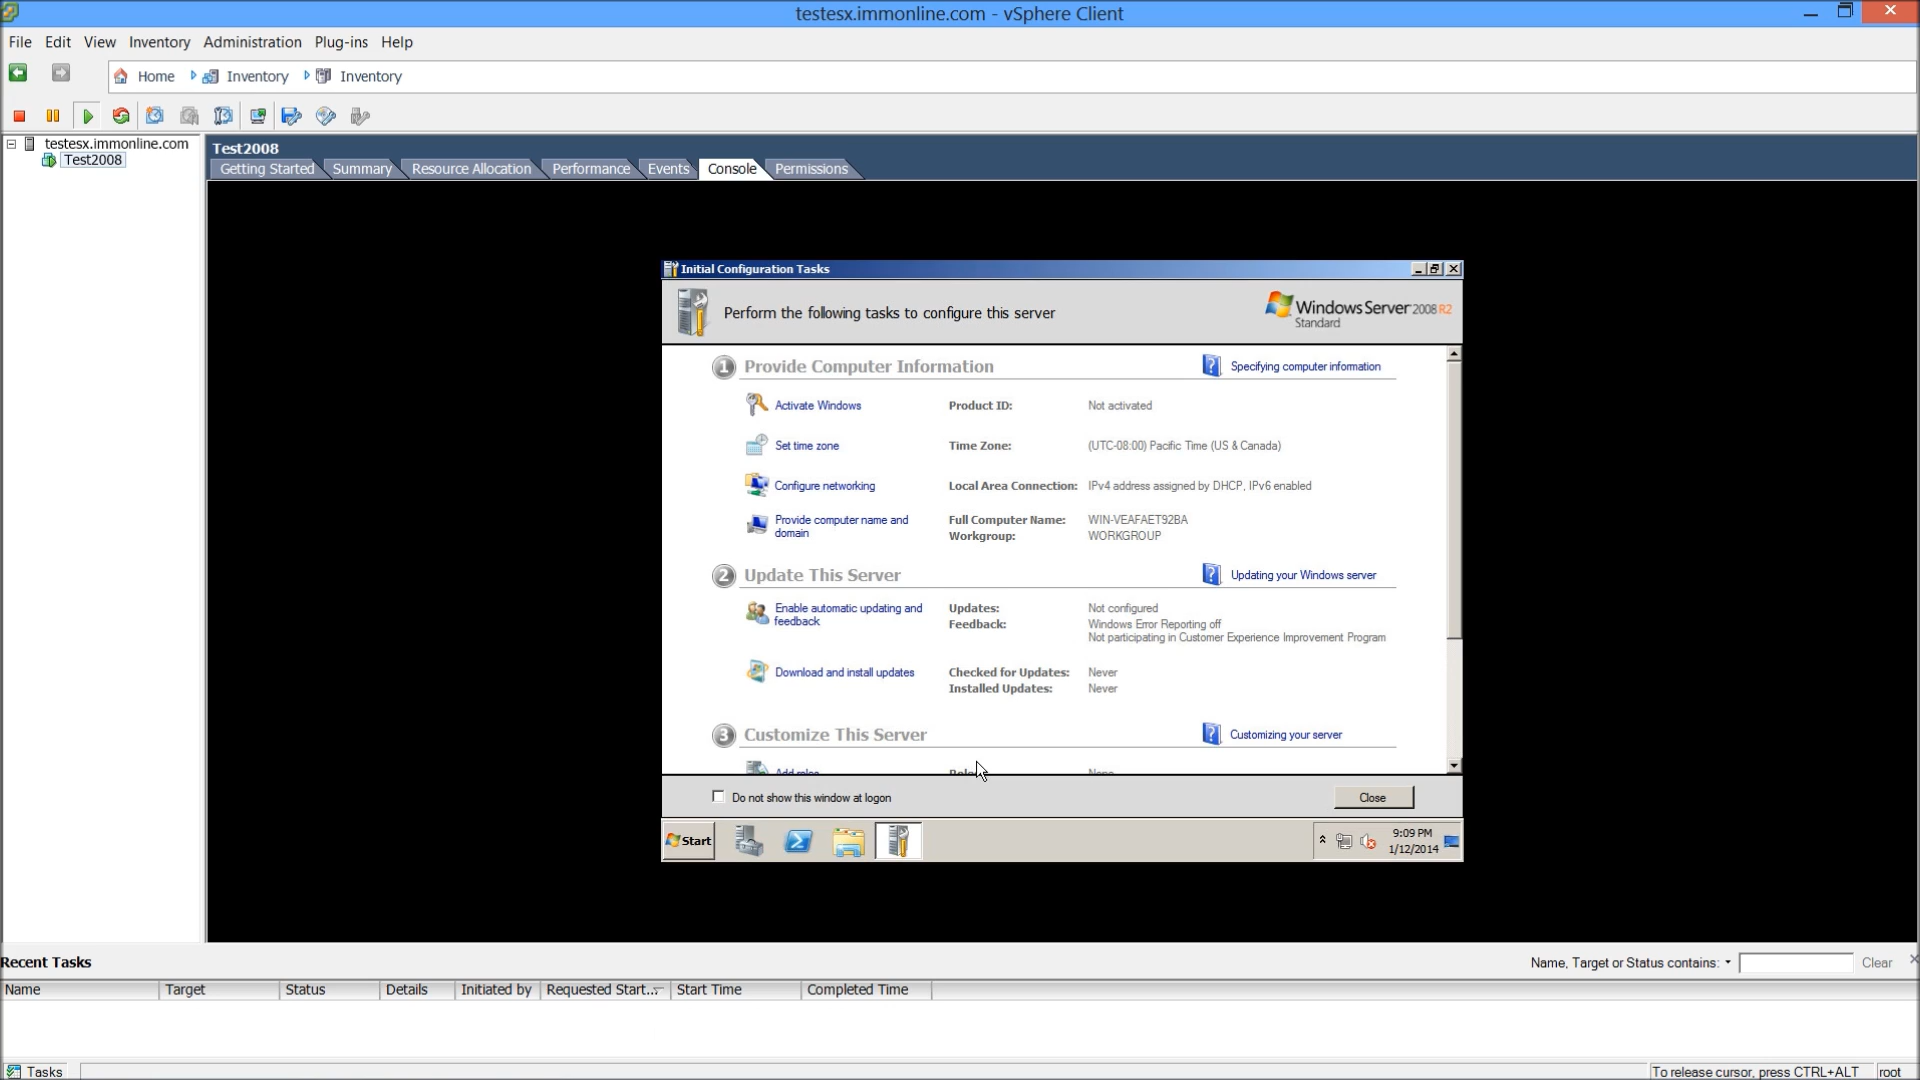 testesx.immonline.com - vSphere Client
File Edit View Inventory Administration Plug-ins Help
Home Inventory Inventory
testesx.immonline.com
Test2008
Test2008
Getting Started Summary Resource Allocation Performance Events Console Permissions
Initial Configuration Tasks
Perform the following tasks to configure this server
Windows Server 2008 R2
Standard
1 Provide Computer Information
Specifying computer information
Activate Windows Product ID: Not activated
Set time zone Time Zone: (UTC-08:00) Pacific Time (US & Canada)
Configure networking Local Area Connection: IPv4 address assigned by DHCP, IPv6 enabled
Provide computer name and domain
Full Computer Name: WIN-VEAFAET92BA
Workgroup: WORKGROUP
2 Update This Server
Updating your Windows server
Enable automatic updating and feedback
Updates: Not configured
Feedback: Windows Error Reporting off
Not participating in Customer Experience Improvement Program
Download and install updates
Checked for Updates: Never
Installed Updates: Never
3 Customize This Server
Customizing your server
Add roles None
Do not show this window at logon
Close
Start
9:09 PM
1/12/2014
Recent Tasks
Name, Target or Status contains: Clear
Name Target Status Details Initiated by Requested Start... Start Time Completed Time
Tasks
To release cursor, press CTRL+ALT root